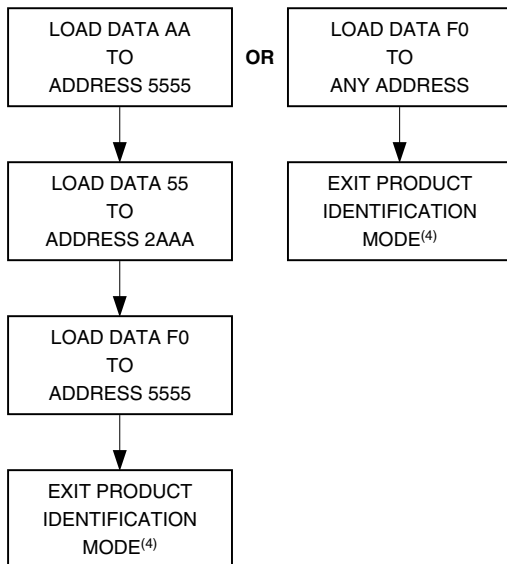 LOAD DATA AA
TO
ADDRESS 5555
LOAD DATA 55
TO
ADDRESS 2AAA
LOAD DATA F0
TO
ADDRESS 5555
EXIT PRODUCT
IDENTIFICATION
MODE(4)
OR
LOAD DATA F0
TO
ANY ADDRESS
EXIT PRODUCT
IDENTIFICATION
MODE(4)